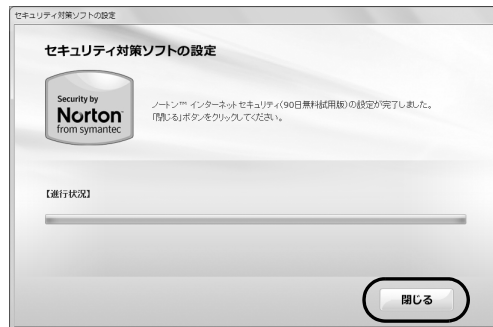 セキュリティ対策ソフトの設定
セキュリティ対策ソフトの設定
Security by
Norton
from symantec
ノートン™ インターネットセキュリティ(90日無料試用版)の設定が完了しました。
「閉じる」ボタンをクリックしてください。
【進行状況】
閉じる